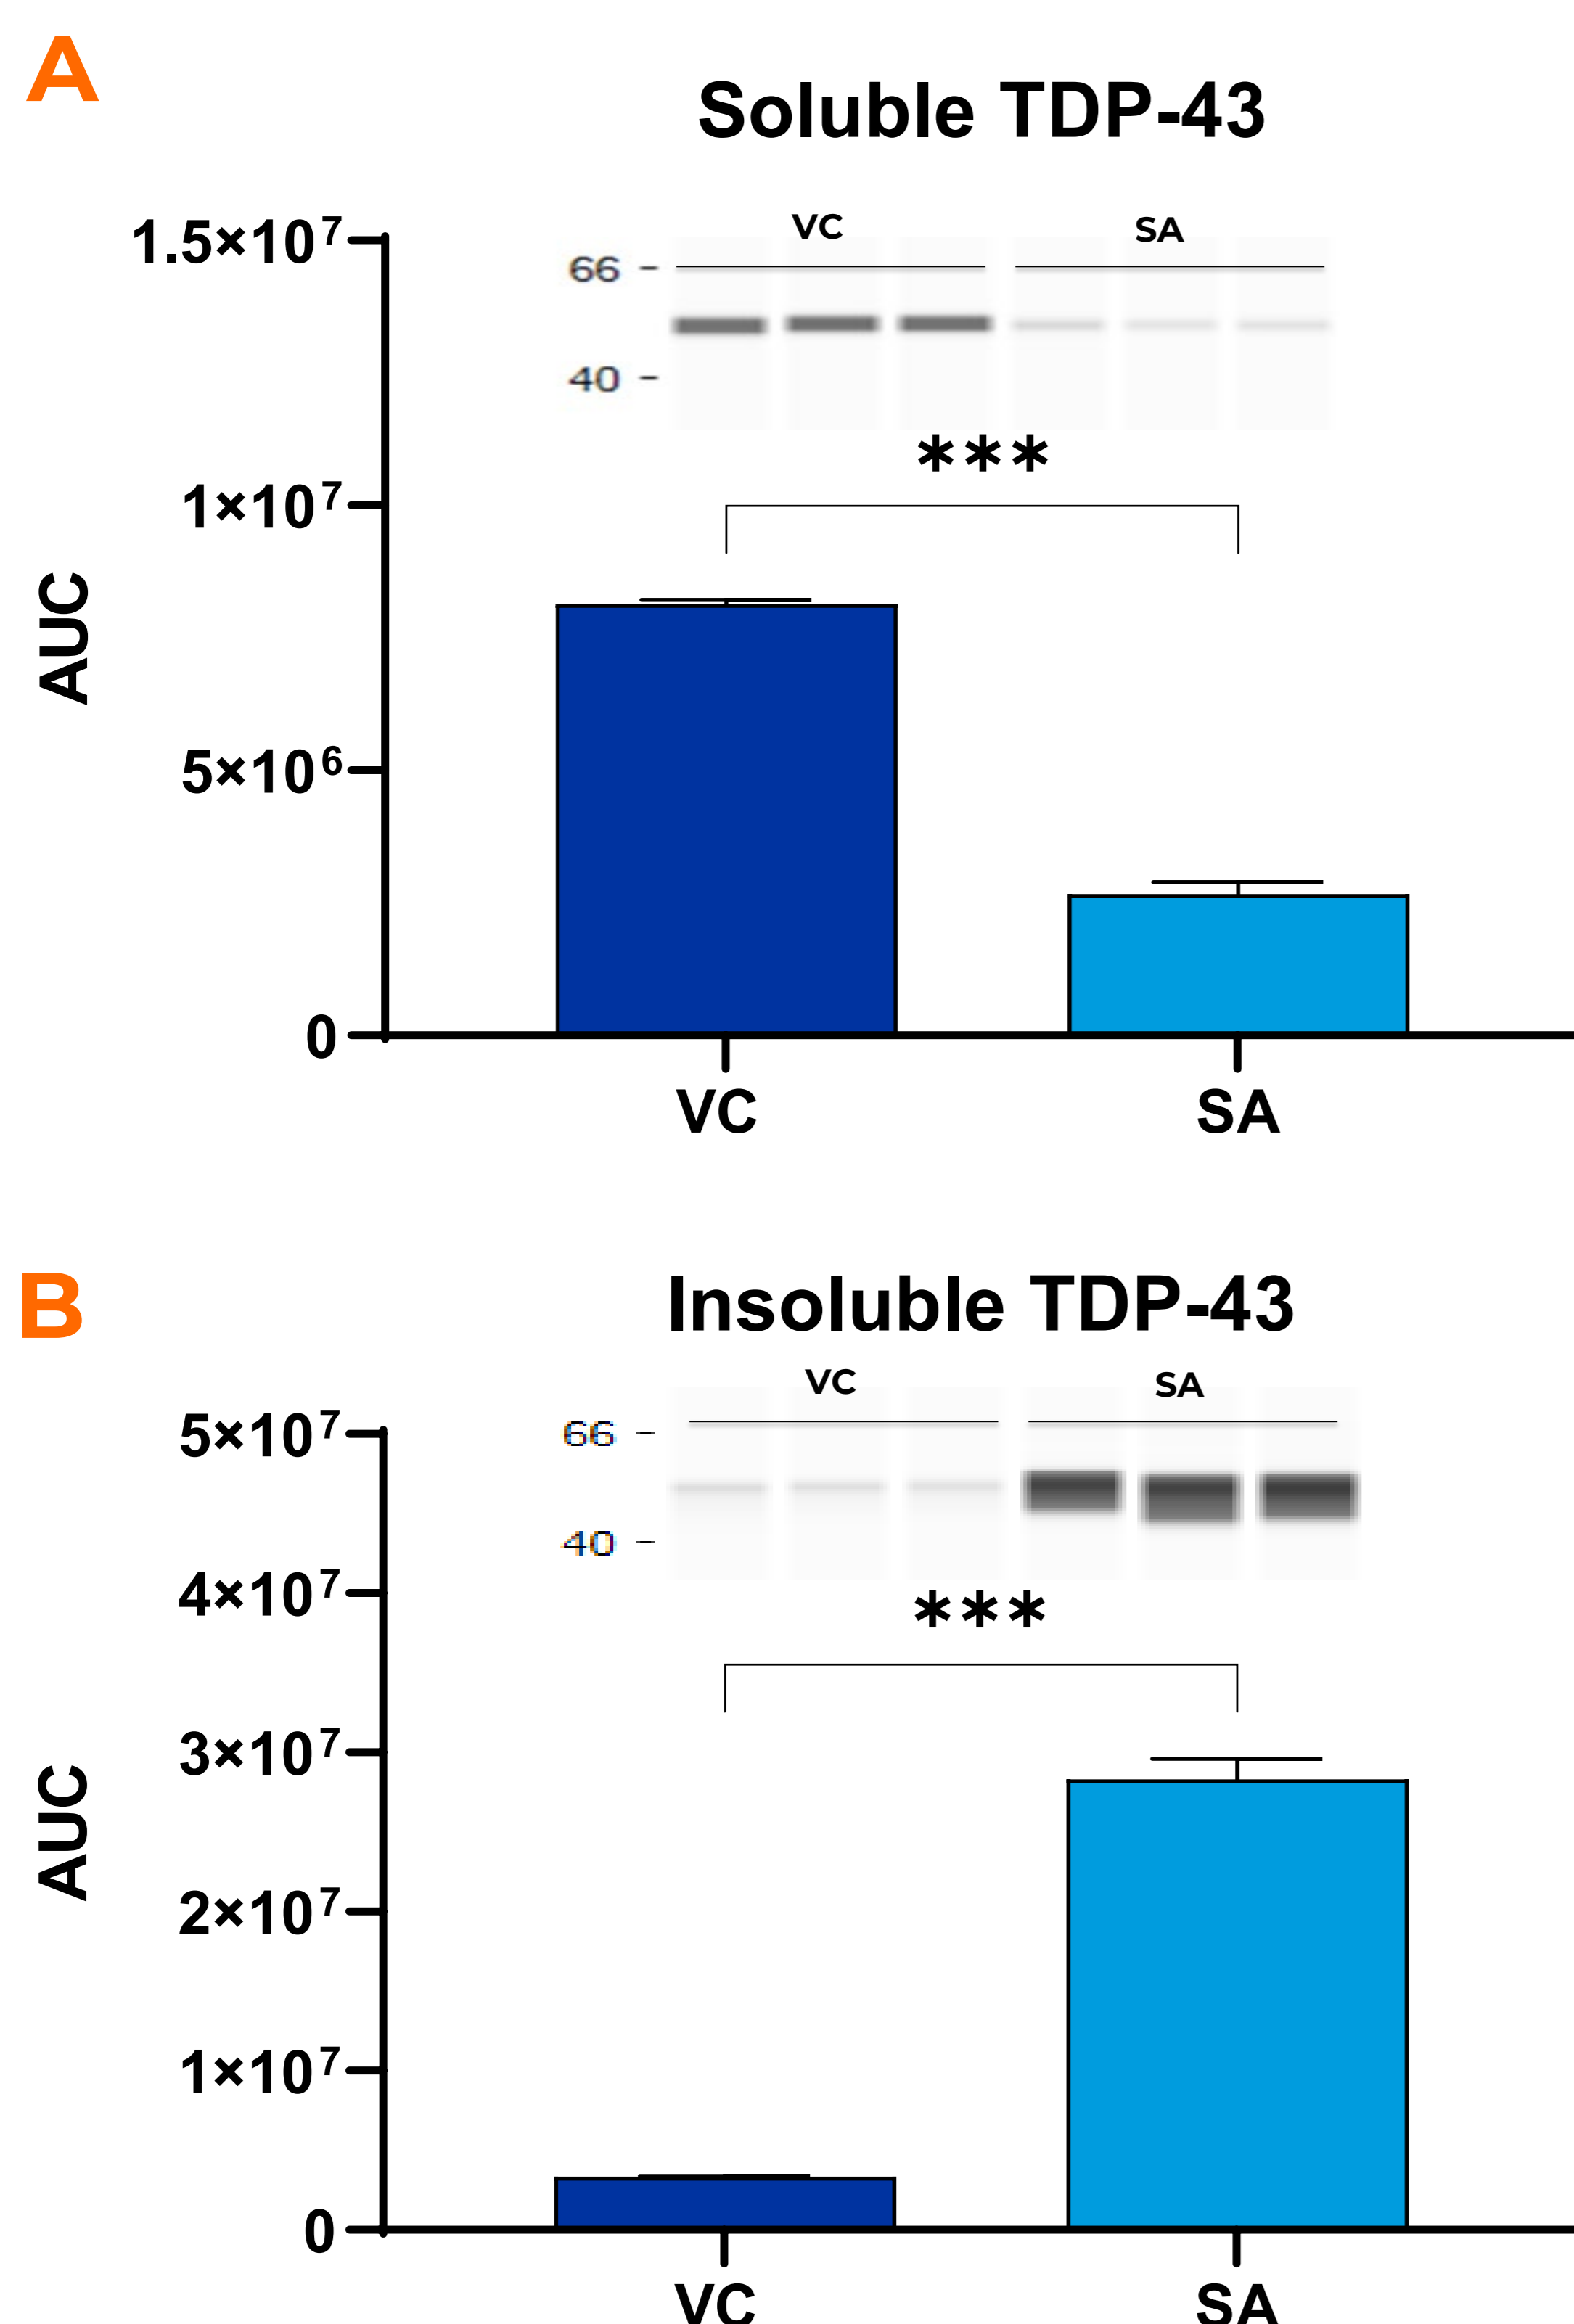 A
Soluble TDP-43
VC SA
1.5×10⁷
66 -
40 -
***
1×10⁷
AUC
5×10⁶
0
VC SA
B
Insoluble TDP-43
VC SA
5×10⁷
66 -
40 -
4×10⁷
***
3×10⁷
AUC
2×10⁷
1×10⁷
0
VC SA